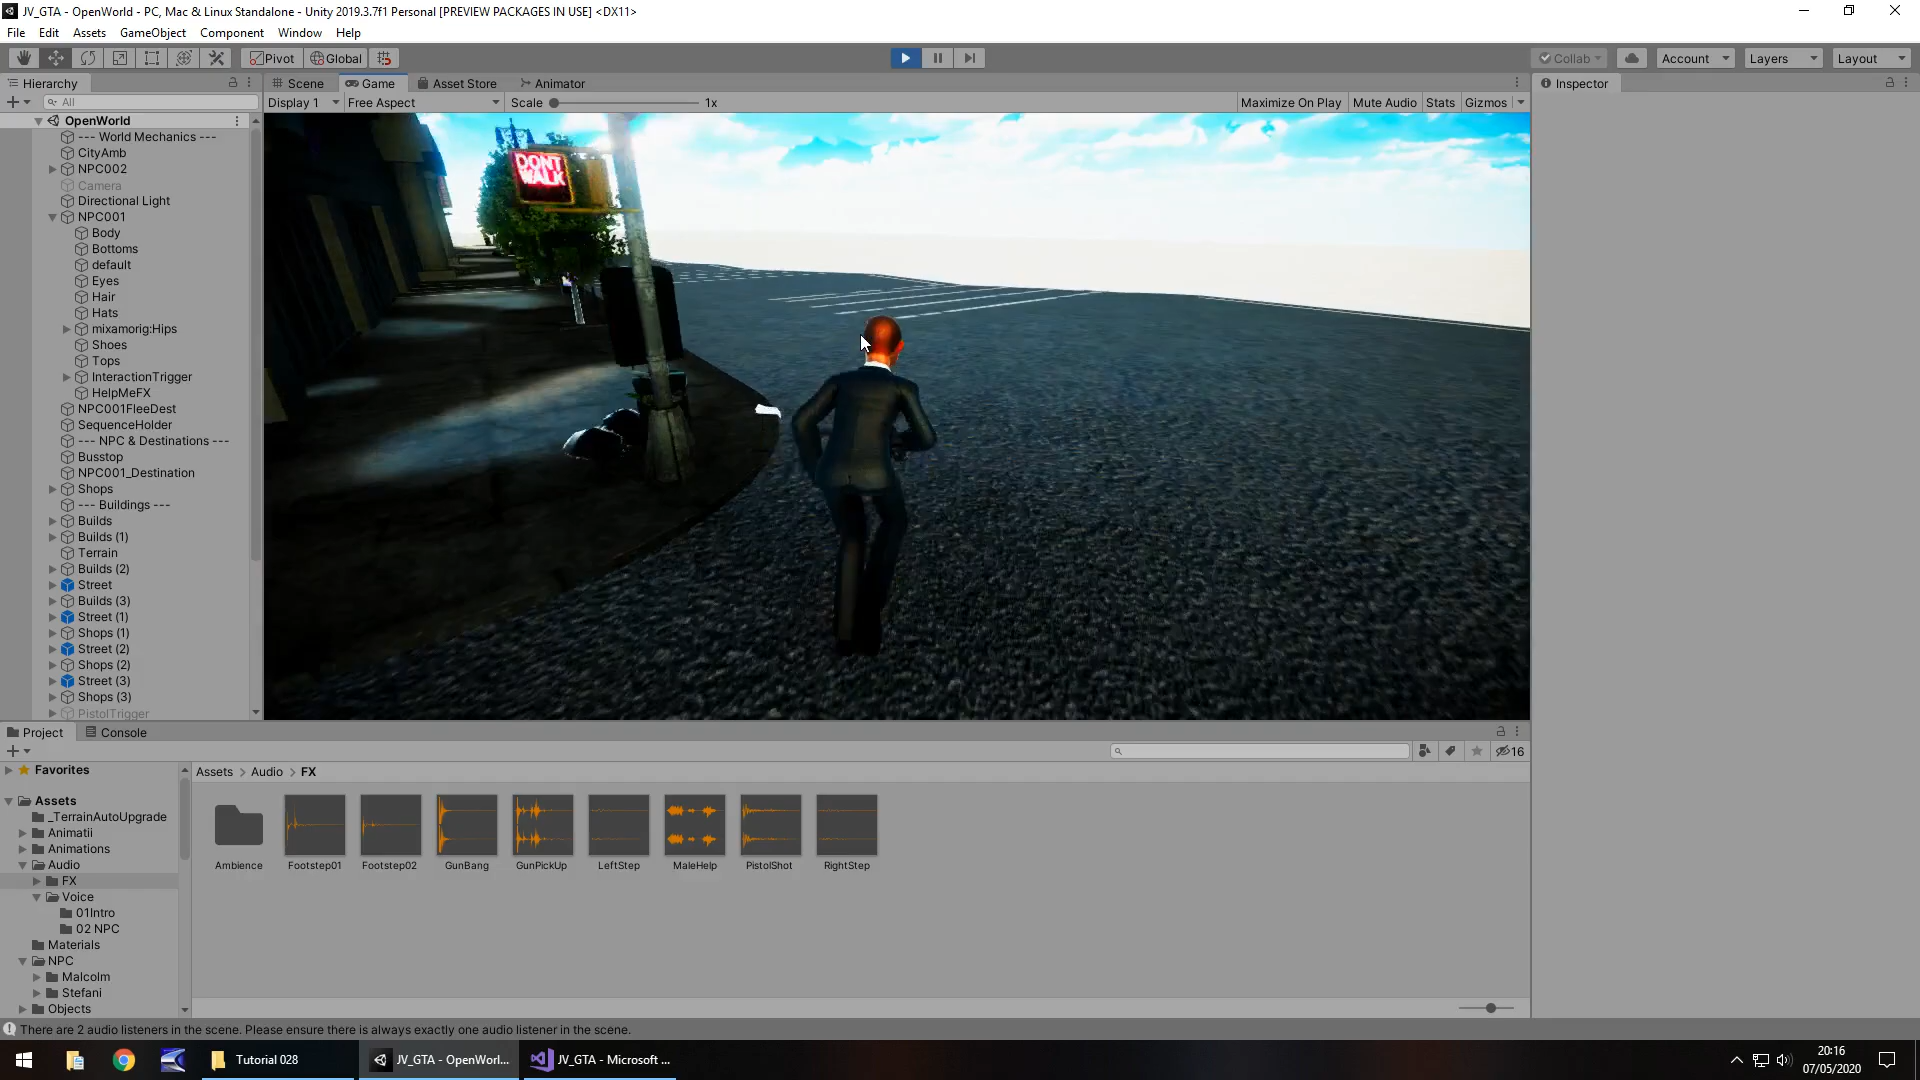 JV_GTA - OpenWorld - PC, Mac & Linux Standalone - Unity 2019.3.7f1 Personal [PREVIEW PACKAGES IN USE] <DX11>
File Edit Assets GameObject Component Window Help
Pivot Global Collab Account Layers Layout
Hierarchy Scene Game Asset Store Animator Inspector
All Display 1 Free Aspect Scale 1x Maximize On Play Mute Audio Stats Gizmos
OpenWorld
--- World Mechanics ---
CityAmb
NPC002
Camera
Directional Light
NPC001
Body
Bottoms
default
Eyes
Hair
Hats
mixamorig:Hips
Shoes
Tops
InteractionTrigger
HelpMeFX
NPC001FleeDest
SequenceHolder
--- NPC & Destinations ---
Busstop
NPC001_Destination
Shops
--- Buildings ---
Builds
Builds (1)
Terrain
Builds (2)
Street
Builds (3)
Street (1)
Shops (1)
Street (2)
Shops (2)
Street (3)
Shops (3)
PistolTrigger
DONT
WALK
Project Console
16
Favorites
Assets
_TerrainAutoUpgrade
Animatii
Animations
Audio
FX
Voice
01Intro
02 NPC
Materials
NPC
Malcolm
Stefani
Objects
Assets > Audio > FX
Ambience Footstep01 Footstep02 GunBang GunPickUp LeftStep MaleHelp PistolShot RightStep
There are 2 audio listeners in the scene. Please ensure there is always exactly one audio listener in the scene.
Tutorial 028 JV_GTA - OpenWorl... JV_GTA - Microsoft ...
20:16
07/05/2020